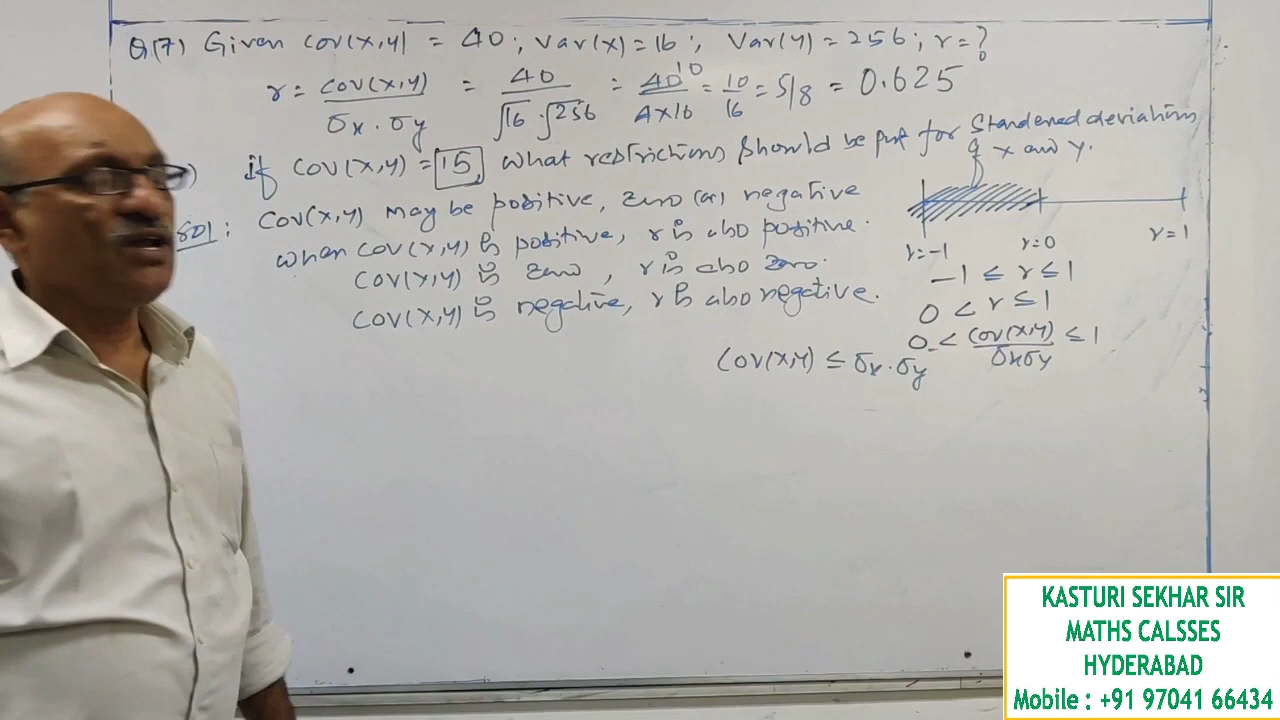 Q(7) Given Cov(x,y) = 40; Var(x)=16; Var(y)=256; r=?
r = Cov(x,y) / σx . σy = 40 / √16 . √256 = 40 10 / 4×16 = 10/16 = 5/8 = 0.625
) if Cov(x,y) = 15, what restrictions should be put for Standered deviations
of x and y.
Sol: Cov(x,y) may be positive, zero (or) negative
when Cov(x,y) is positive, r is also positive.
Cov(x,y) is zero, r is also zero.
Cov(x,y) is negative, r is also negative.
r=-1 r=0 r=1
-1 ≤ r ≤ 1
0 < r ≤ 1
0 < Cov(x,y) / σxσy ≤ 1
Cov(x,y) ≤ σx . σy
KASTURI SEKHAR SIR
MATHS CALSSES
HYDERABAD
Mobile : +91 97041 66434